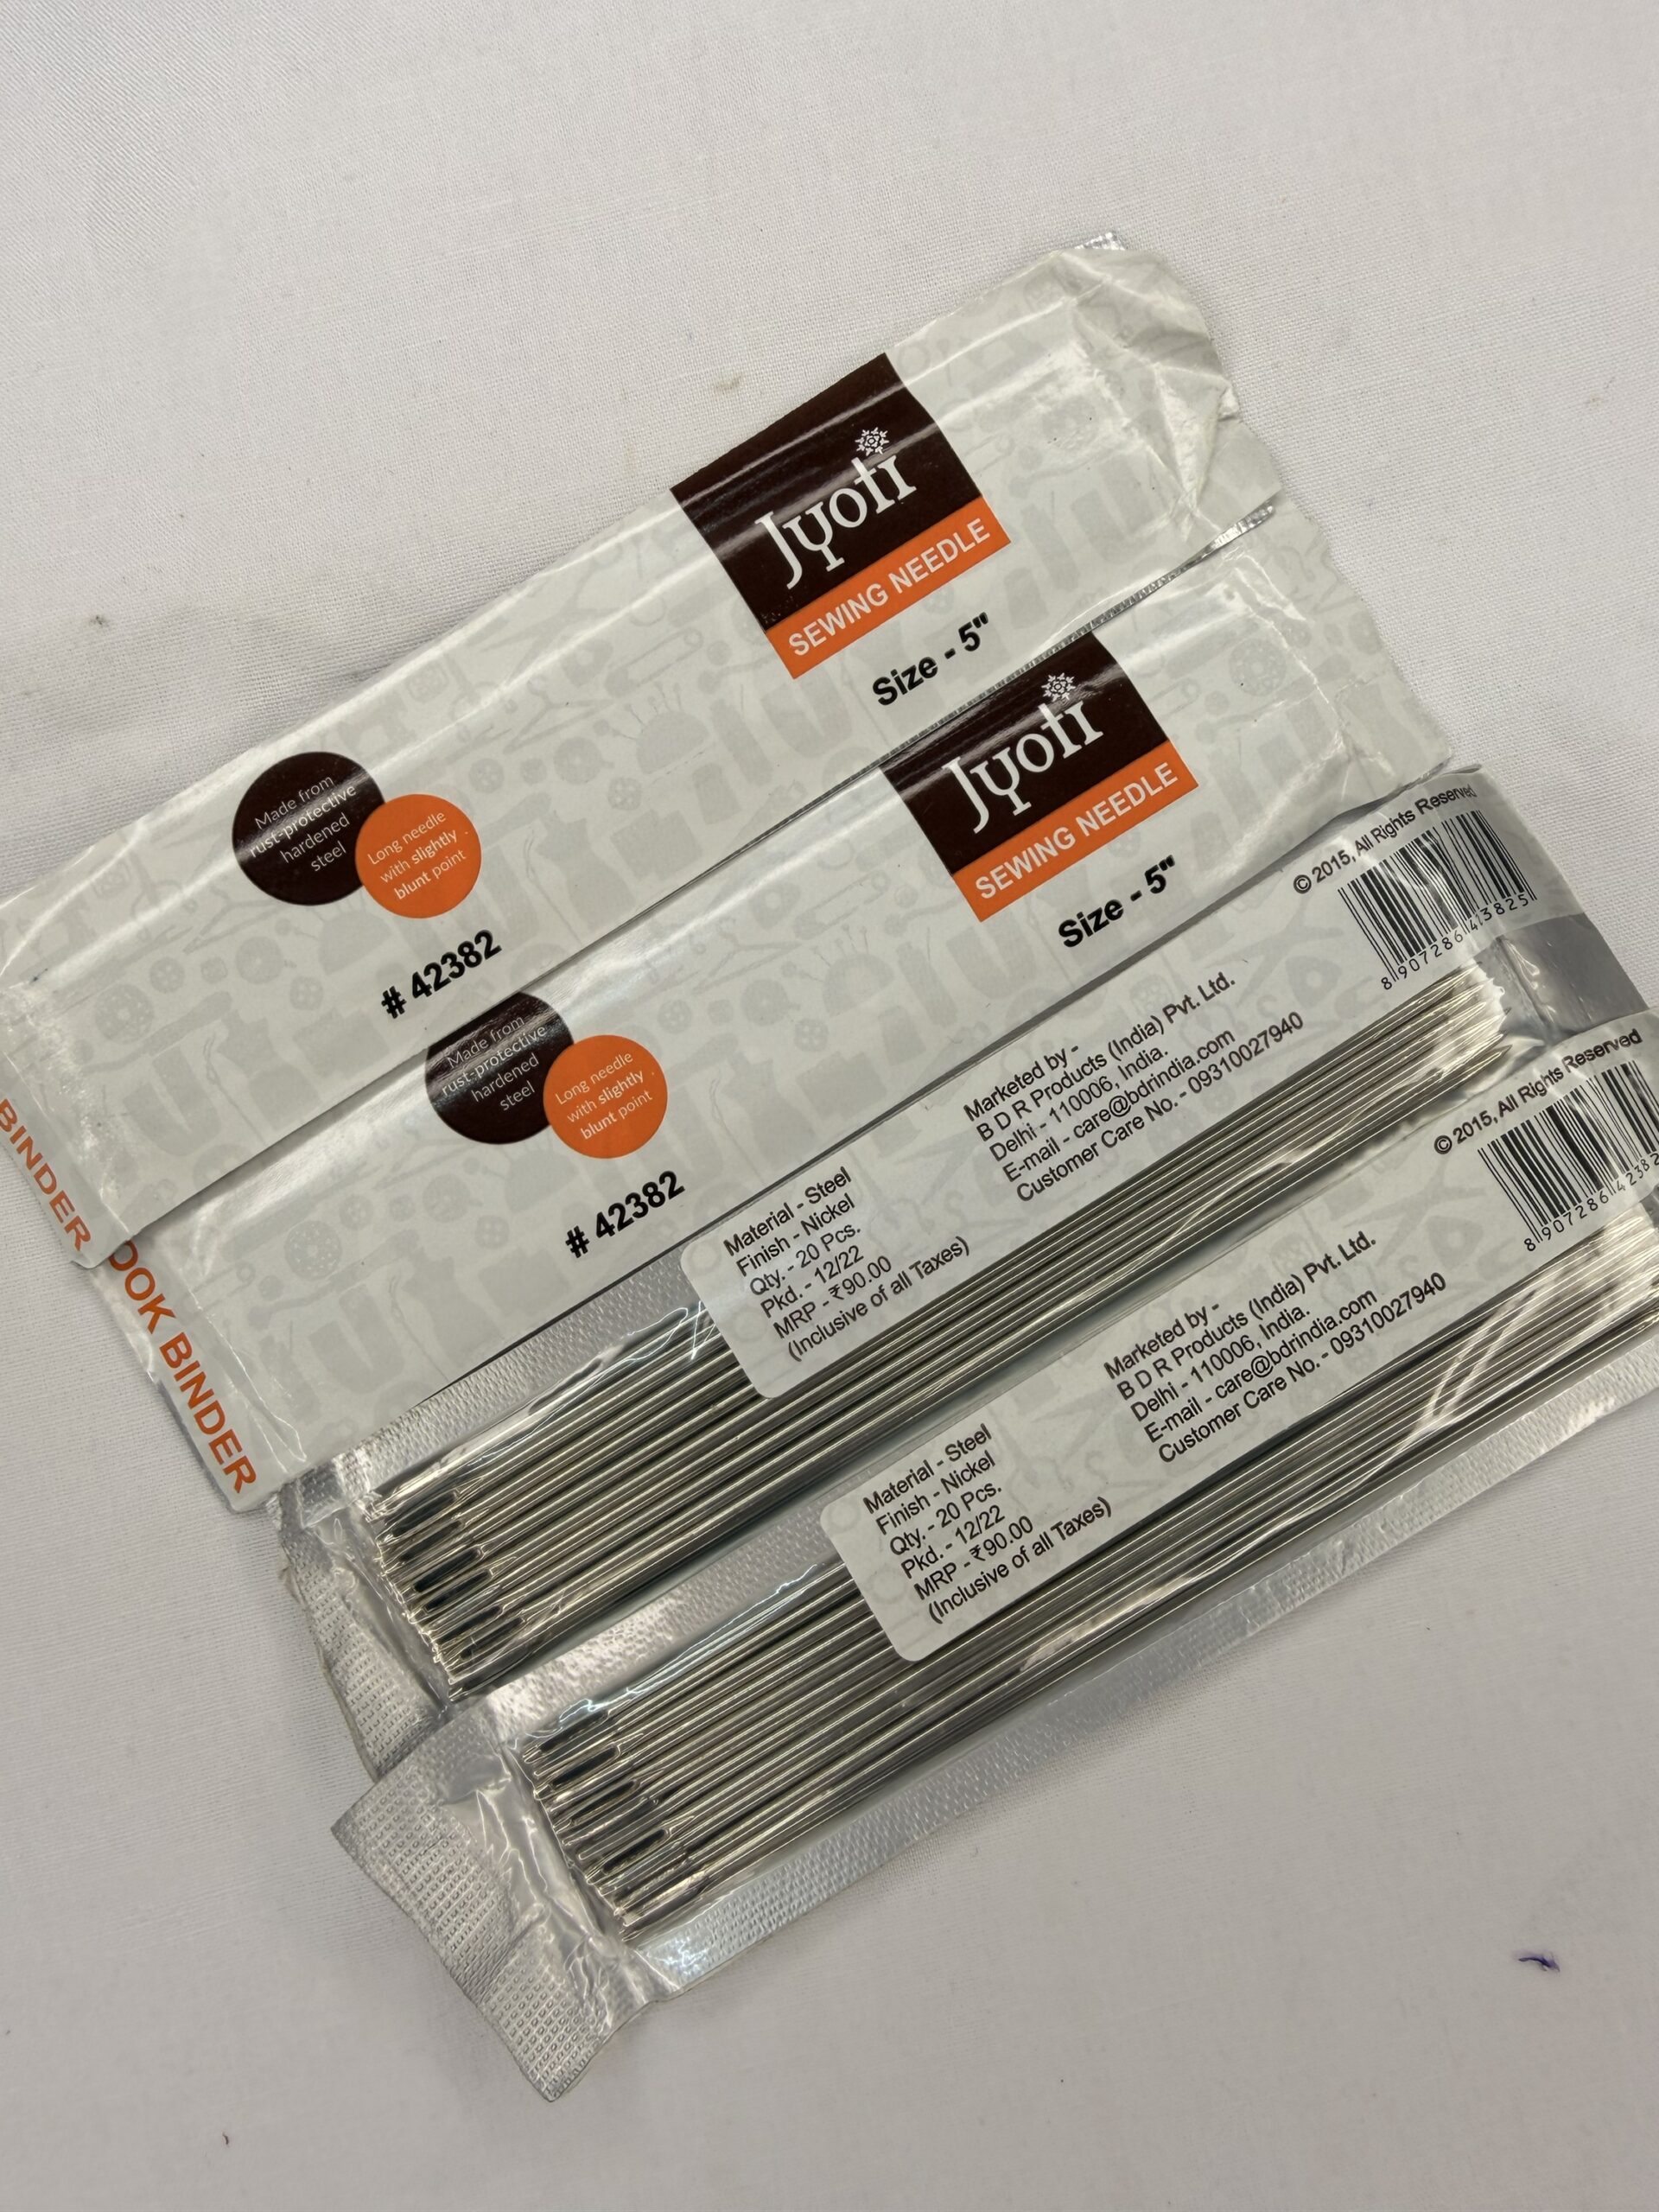 Jyoti
SEWING NEEDLE
Size - 5"
Made from
rust-protective
hardened
steel
Long needle
with slightly
blunt point
# 42382
BINDER
Jyoti
SEWING NEEDLE
Size - 5"
Made from
rust-protective
hardened
steel
Long needle
with slightly
blunt point
# 42382
OOK BINDER
Material - Steel
Finish - Nickel
Qty. - 20 Pcs.
Pkd. - 12/22
MRP - ₹90.00
(Inclusive of all Taxes)
Marketed by -
B D R Products (India) Pvt. Ltd.
Delhi - 110006, India.
E-mail - care@bdrindia.com
Customer Care No. - 09310027940
© 2015, All Rights Reserved
8 907286 423825
Material - Steel
Finish - Nickel
Qty. - 20 Pcs.
Pkd. - 12/22
MRP - ₹90.00
(Inclusive of all Taxes)
Marketed by -
B D R Products (India) Pvt. Ltd.
Delhi - 110006, India.
E-mail - care@bdrindia.com
Customer Care No. - 09310027940
© 2015, All Rights Reserved
8 907286 42382